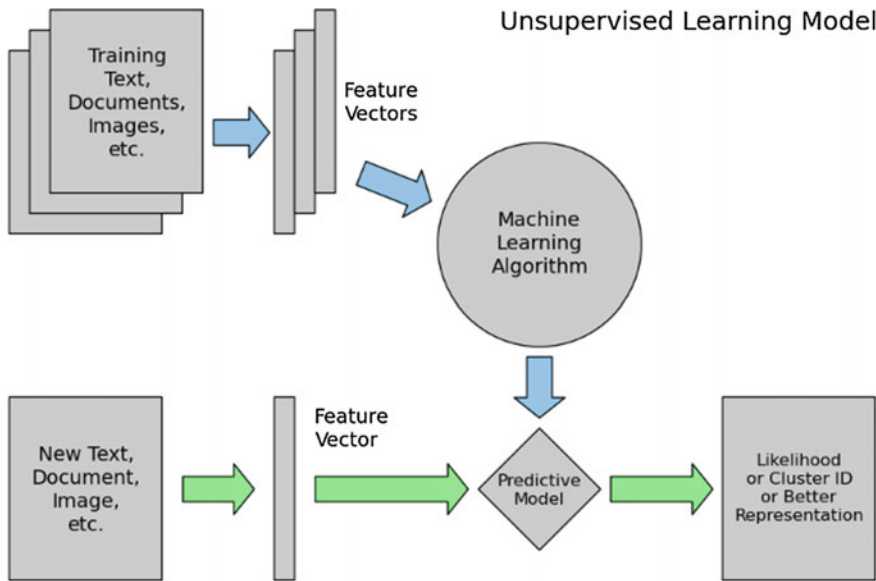 Unsupervised Learning Model
Training
Text,
Documents,
Images,
etc.
Feature
Vectors
Machine
Learning
Algorithm
New Text,
Document,
Image,
etc.
Feature
Vector
Predictive
Model
Likelihood
or Cluster ID
or Better
Representation